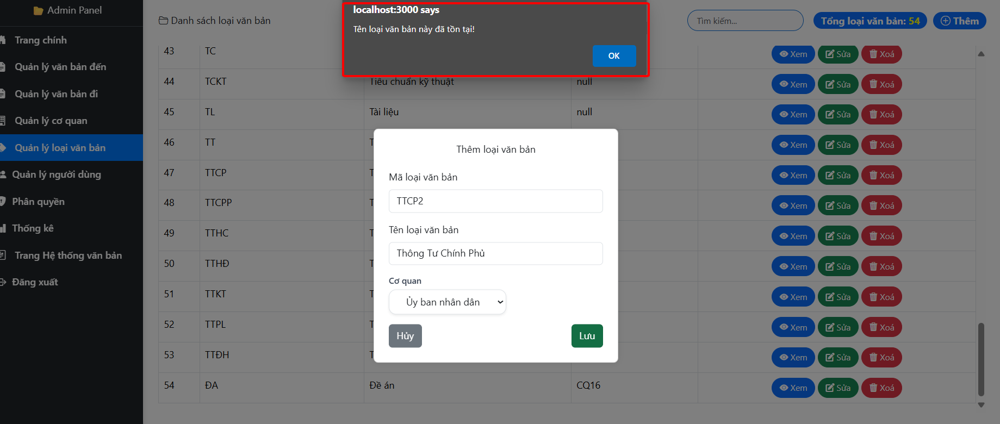 Admin Panel
Trang chính
Quản lý văn bản đến
Quản lý văn bản đi
Quản lý cơ quan
Quản lý loại văn bản
Quản lý người dùng
Phân quyền
Thống kê
Trang Hệ thống văn bản
Đăng xuất
Danh sách loại văn bản
Tìm kiếm...
Tổng loại văn bản: 54
Thêm
localhost:3000 says
Tên loại văn bản này đã tồn tại!
OK
43 TC Xem Sửa Xoá
44 TCKT Tiêu chuẩn kỹ thuật null Xem Sửa Xoá
45 TL Tài liệu null Xem Sửa Xoá
46 TT T Xem Sửa Xoá
47 TTCP T Xem Sửa Xoá
48 TTCPP T Xem Sửa Xoá
49 TTHC T Xem Sửa Xoá
50 TTHĐ T Xem Sửa Xoá
51 TTKT T Xem Sửa Xoá
52 TTPL T Xem Sửa Xoá
53 TTĐH T Xem Sửa Xoá
54 ĐA Đề án CQ16 Xem Sửa Xoá
Thêm loại văn bản
Mã loại văn bản
TTCP2
Tên loại văn bản
Thông Tư Chính Phủ
Cơ quan
Ủy ban nhân dân
Hủy
Lưu